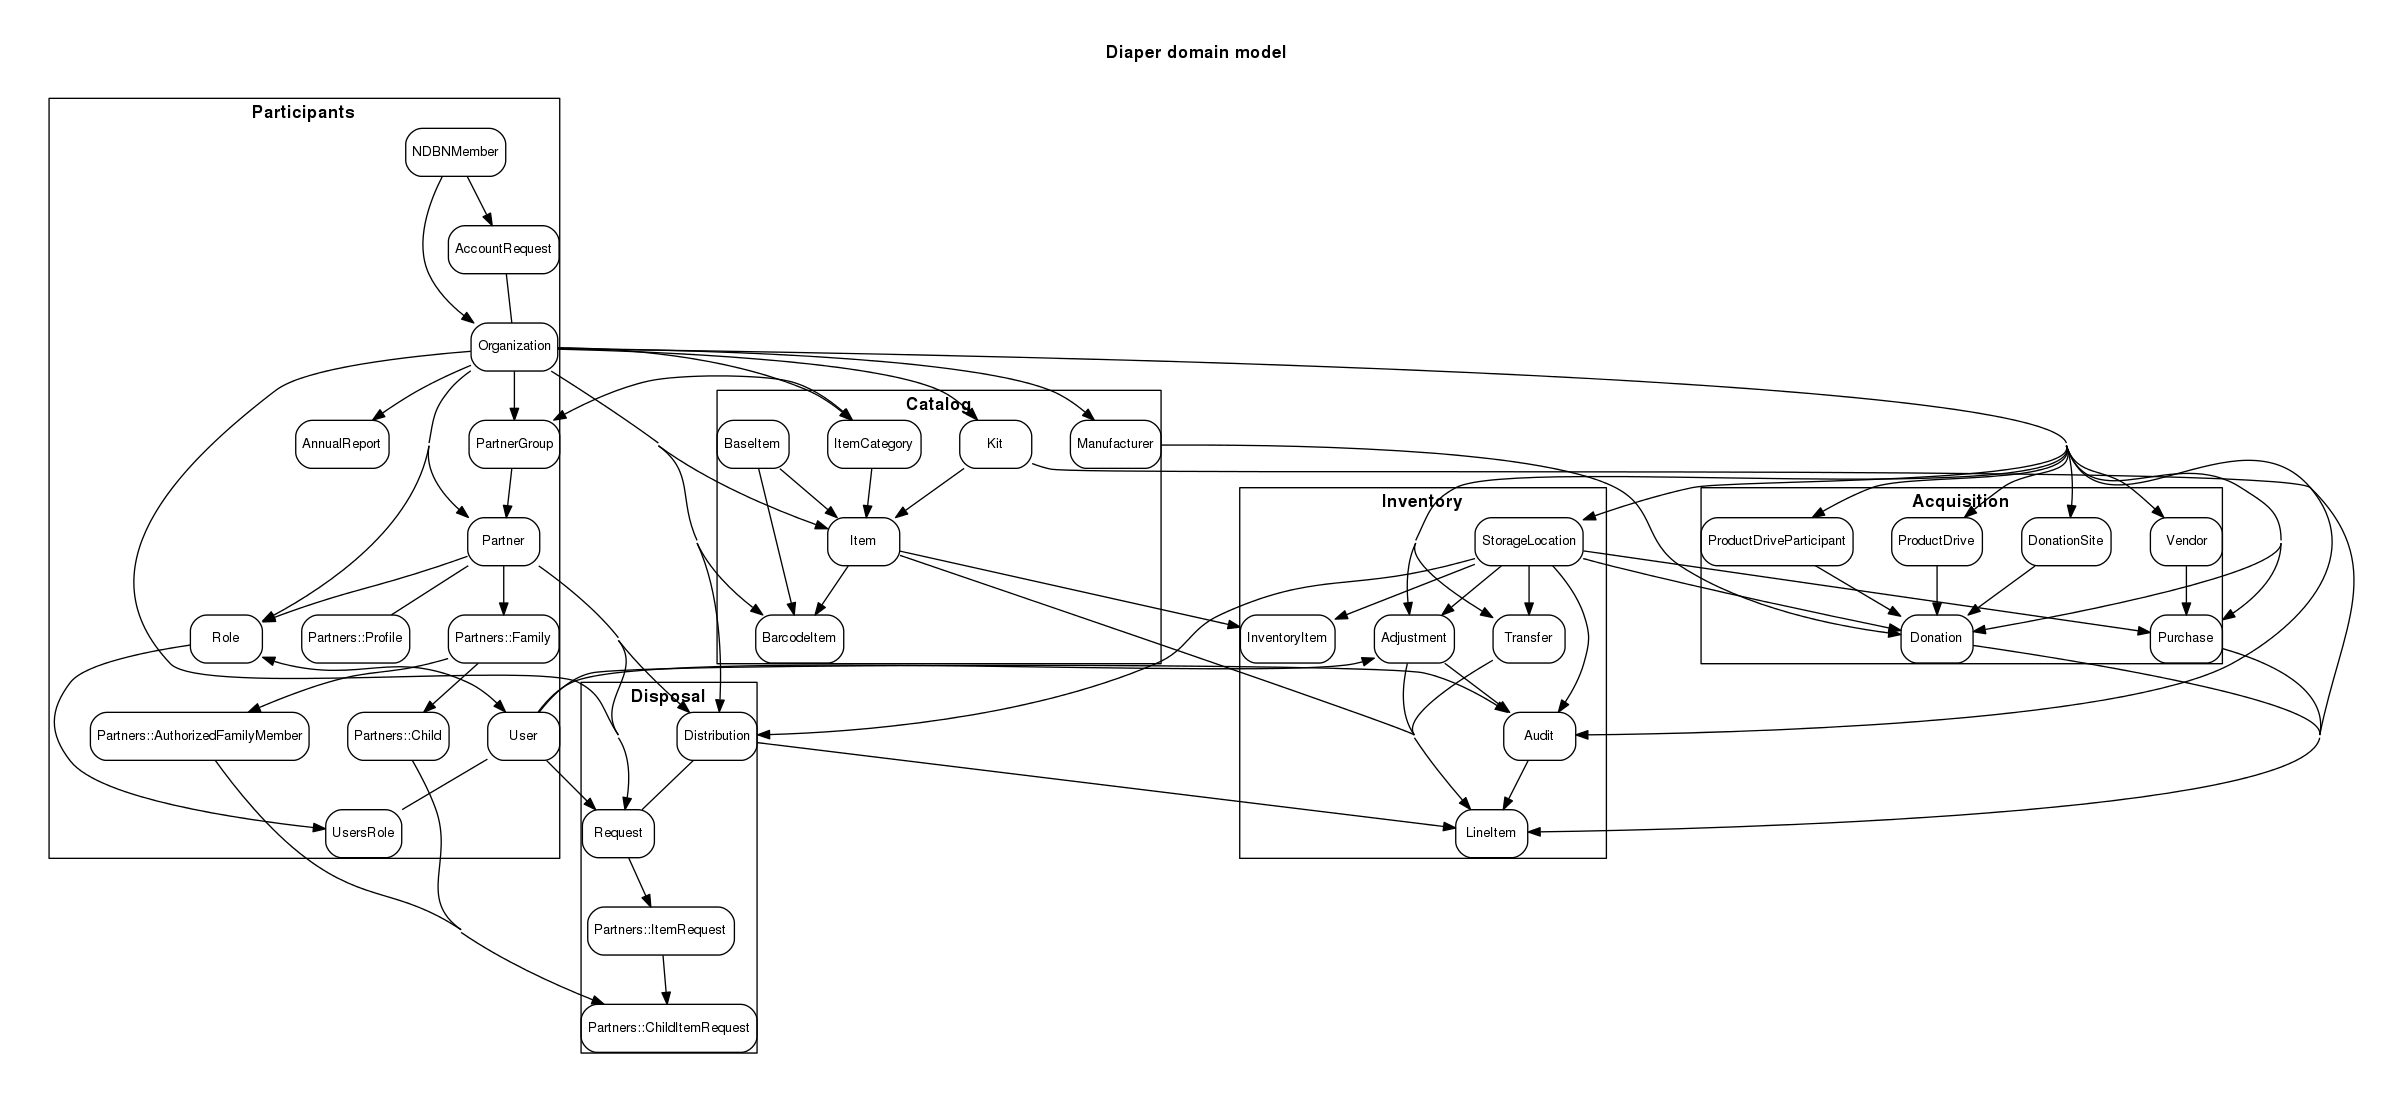 Diaper domain model
Participants
NDBNMember
AccountRequest
Organization
AnnualReport
PartnerGroup
Partner
Role
Partners::Profile
Partners::Family
Partners::AuthorizedFamilyMember
Partners::Child
User
UsersRole
Catalog
BaseItem
ItemCategory
Kit
Manufacturer
Item
BarcodeItem
Disposal
Distribution
Request
Partners::ItemRequest
Partners::ChildItemRequest
Inventory
StorageLocation
InventoryItem
Adjustment
Transfer
Audit
LineItem
Acquisition
ProductDriveParticipant
ProductDrive
DonationSite
Vendor
Donation
Purchase